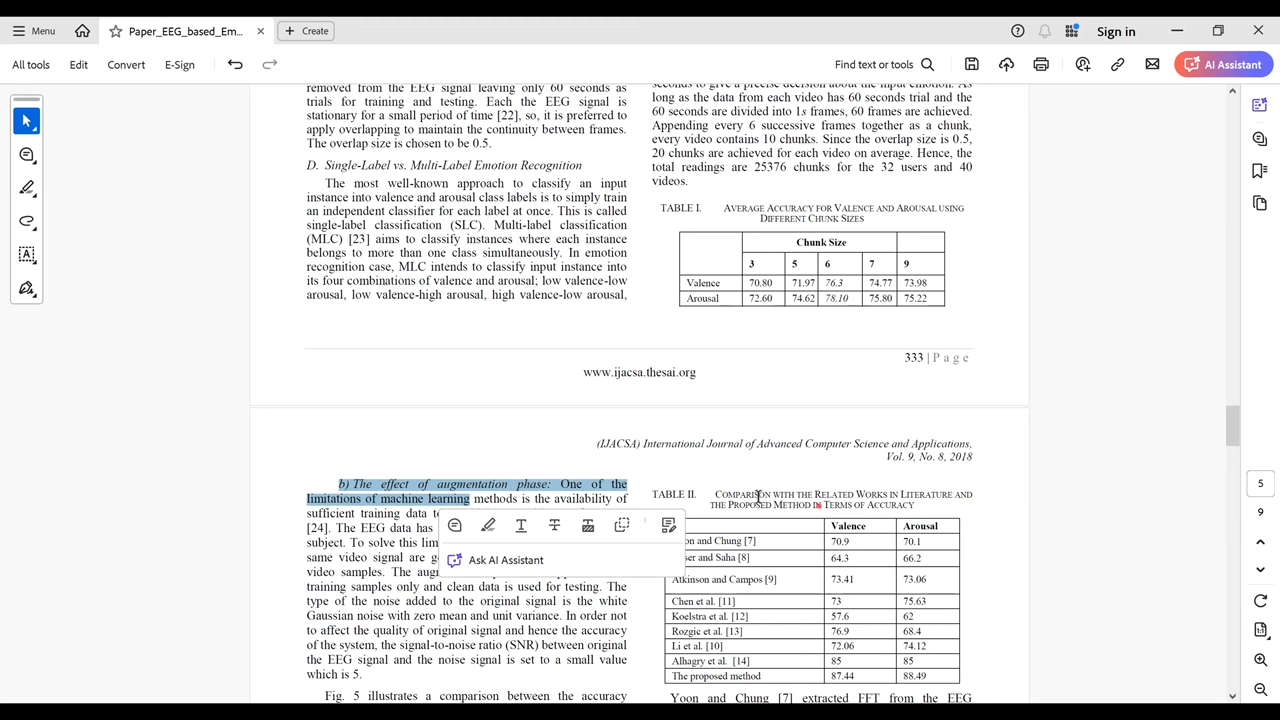 Menu
Paper_EEG_based_Em...
Create
Sign in
All tools
Edit
Convert
E-Sign
Find text or tools
AI Assistant
removed from the EEG signal leaving only 60 seconds as
trials for training and testing. Each the EEG signal is
stationary for a small period of time [22], so, it is preferred to
apply overlapping to maintain the continuity between frames.
The overlap size is chosen to be 0.5.
D. Single-Label vs. Multi-Label Emotion Recognition
The most well-known approach to classify an input
instance into valence and arousal class labels is to simply train
an independent classifier for each label at once. This is called
single-label classification (SLC). Multi-label classification
(MLC) [23] aims to classify instances where each instance
belongs to more than one class simultaneously. In emotion
recognition case, MLC intends to classify input instance into
its four combinations of valence and arousal; low valence-low
arousal, low valence-high arousal, high valence-low arousal,
seconds to give a precise decision about the input emotion. As
long as the data from each video has 60 seconds trial and the
60 seconds are divided into 1s frames, 60 frames are achieved.
Appending every 6 successive frames together as a chunk,
every video contains 10 chunks. Since the overlap size is 0.5,
20 chunks are achieved for each video on average. Hence, the
total readings are 25376 chunks for the 32 users and 40
videos.
TABLE I. AVERAGE ACCURACY FOR VALENCE AND AROUSAL USING
DIFFERENT CHUNK SIZES
Chunk Size
3 5 6 7 9
Valence 70.80 71.97 76.3 74.77 73.98
Arousal 72.60 74.62 78.10 75.80 75.22
333 | P a g e
www.ijacsa.thesai.org
(IJACSA) International Journal of Advanced Computer Science and Applications,
Vol. 9, No. 8, 2018
b) The effect of augmentation phase: One of the
limitations of machine learning methods is the availability of
sufficient training data
[24]. The EEG data has
subject. To solve this
same video signal are
video samples. The
training samples only and clean data is used for testing. The
type of the noise added to the original signal is the white
Gaussian noise with zero mean and unit variance. In order not
to affect the quality of original signal and hence the accuracy
of the system, the signal-to-noise ratio (SNR) between original
the EEG signal and the noise signal is set to a small value
which is 5.
Fig. 5 illustrates a comparison between the accuracy
Ask AI Assistant
TABLE II. COMPARISON WITH THE RELATED WORKS IN LITERATURE AND
THE PROPOSED METHOD IN TERMS OF ACCURACY
Valence Arousal
and Chung [7] 70.9 70.1
and Saha [8] 64.3 66.2
Atkinson and Campos [9] 73.41 73.06
Chen et al. [11] 73 75.63
Koelstra et al. [12] 57.6 62
Rozgic et al. [13] 76.9 68.4
Li et al. [10] 72.06 74.12
Alhagry et al. [14] 85 85
The proposed method 87.44 88.49
Yoon and Chung [7] extracted FFT from the EEG
5
9